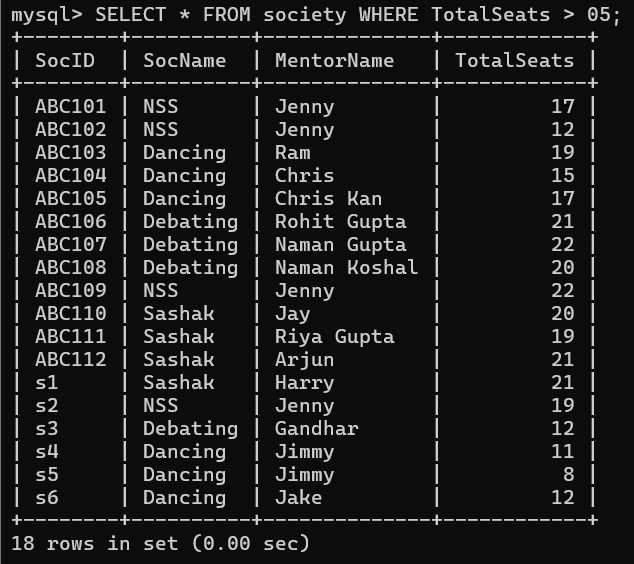 mysql> SELECT * FROM society WHERE TotalSeats > 05;
+--------+----------+--------------+------------+
| SocID  | SocName  | MentorName   | TotalSeats |
+--------+----------+--------------+------------+
| ABC101 | NSS      | Jenny        |         17 |
| ABC102 | NSS      | Jenny        |         12 |
| ABC103 | Dancing  | Ram          |         19 |
| ABC104 | Dancing  | Chris        |         15 |
| ABC105 | Dancing  | Chris Kan    |         17 |
| ABC106 | Debating | Rohit Gupta  |         21 |
| ABC107 | Debating | Naman Gupta  |         22 |
| ABC108 | Debating | Naman Koshal |         20 |
| ABC109 | NSS      | Jenny        |         22 |
| ABC110 | Sashak   | Jay          |         20 |
| ABC111 | Sashak   | Riya Gupta   |         19 |
| ABC112 | Sashak   | Arjun        |         21 |
| s1     | Sashak   | Harry        |         21 |
| s2     | NSS      | Jenny        |         19 |
| s3     | Debating | Gandhar      |         12 |
| s4     | Dancing  | Jimmy        |         11 |
| s5     | Dancing  | Jimmy        |          8 |
| s6     | Dancing  | Jake         |         12 |
+--------+----------+--------------+------------+
18 rows in set (0.00 sec)